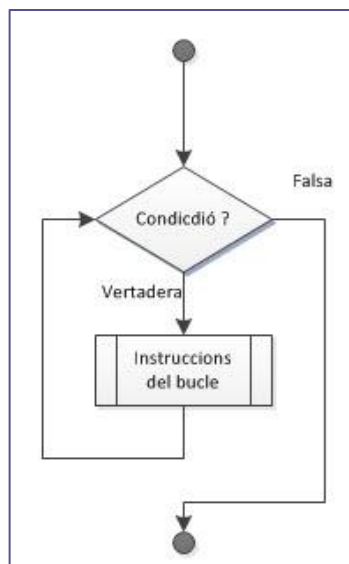 Falsa
Condicdió ?
Vertadera
Instruccions
del bucle